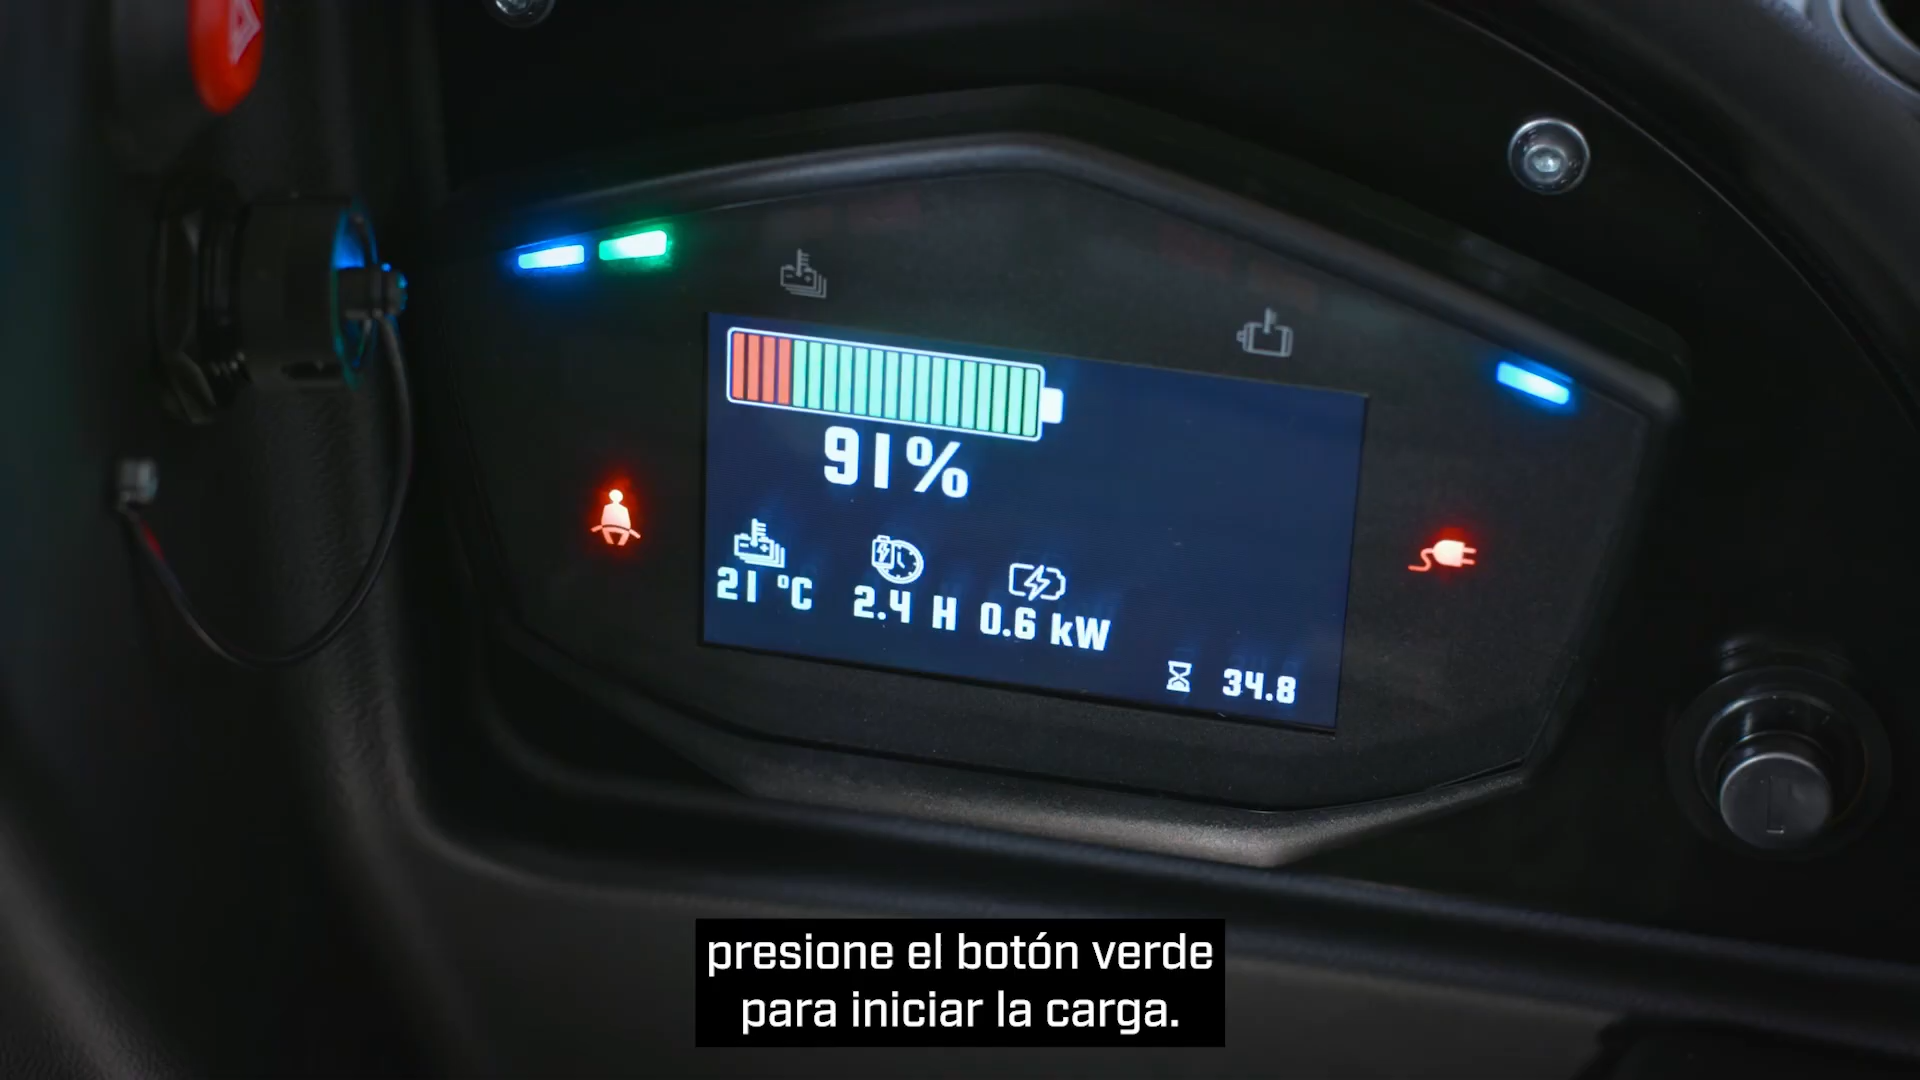 91%
21 °C
2.4 H
0.6 kW
34.8
presione el botón verde
para iniciar la carga.